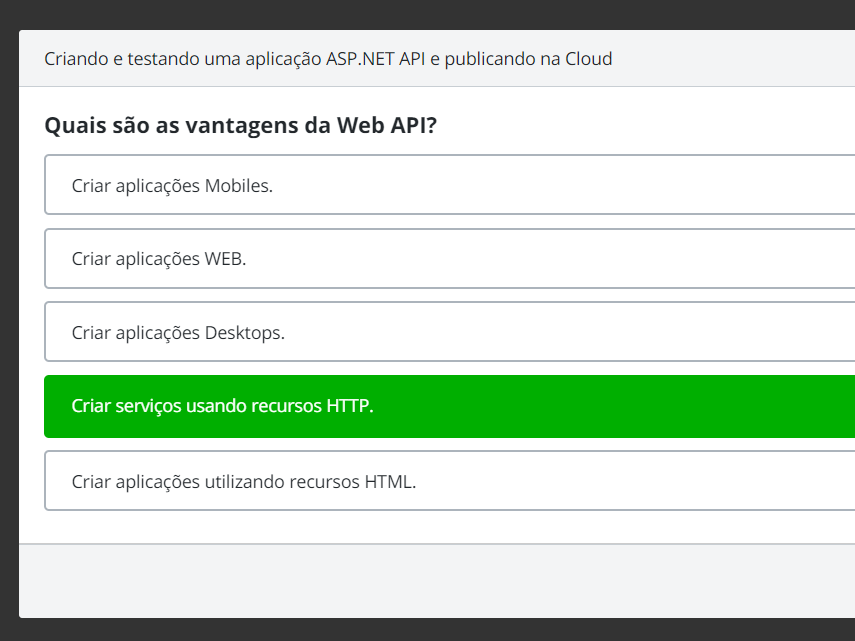 Criando e testando uma aplicação ASP.NET API e publicando na Cloud
Quais são as vantagens da Web API?
Criar aplicações Mobiles.
Criar aplicações WEB.
Criar aplicações Desktops.
Criar serviços usando recursos HTTP.
Criar aplicações utilizando recursos HTML.